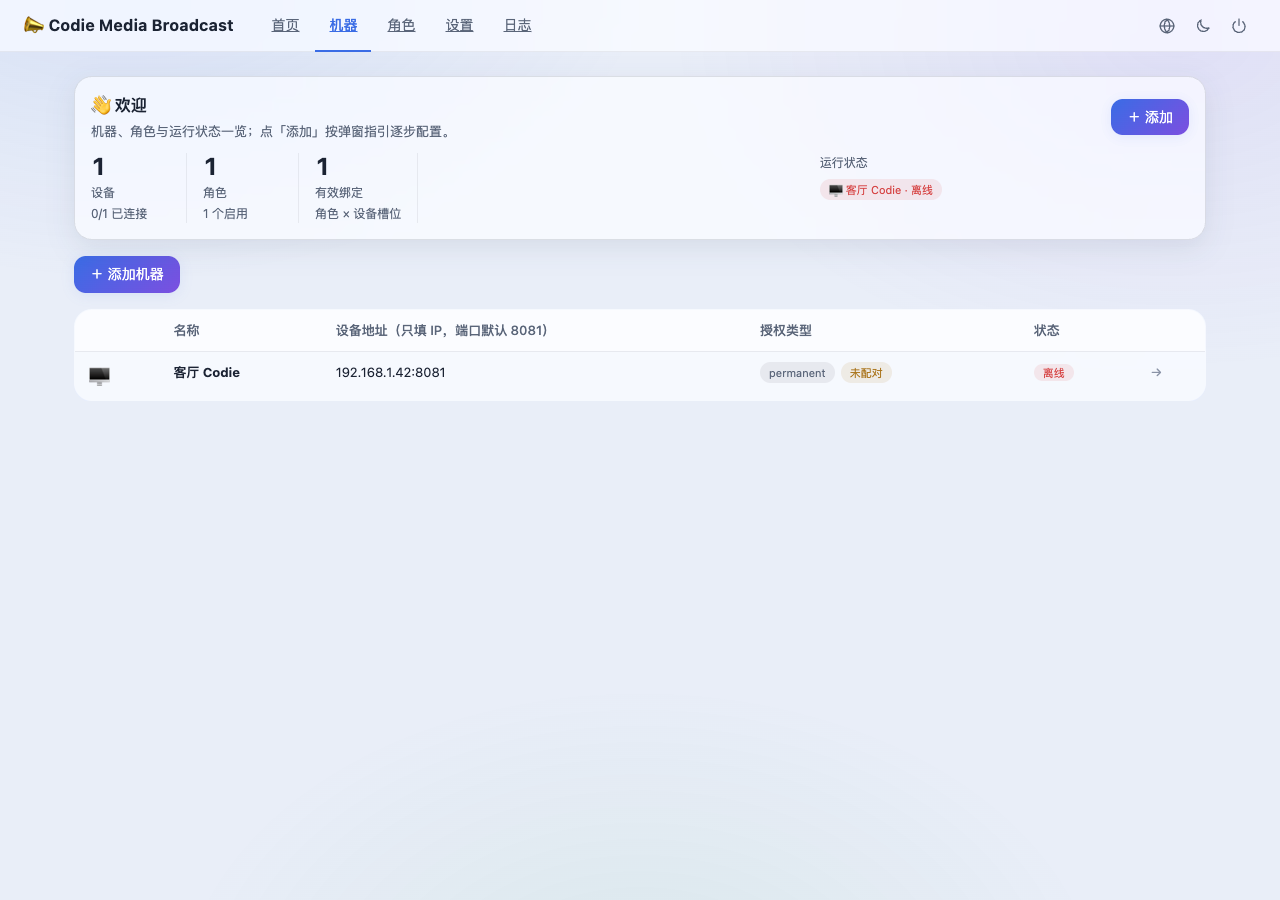 Codie Media Broadcast 首页 机器 角色 设置 日志
欢迎
机器、角色与运行状态一览；点「添加」按弹窗指引逐步配置。
+ 添加
1
设备
0/1 已连接
1
角色
1 个启用
1
有效绑定
角色 × 设备槽位
运行状态
客厅 Codie · 离线
+ 添加机器
名称 设备地址（只填 IP，端口默认 8081） 授权类型 状态
客厅 Codie 192.168.1.42:8081 permanent 未配对 离线 →